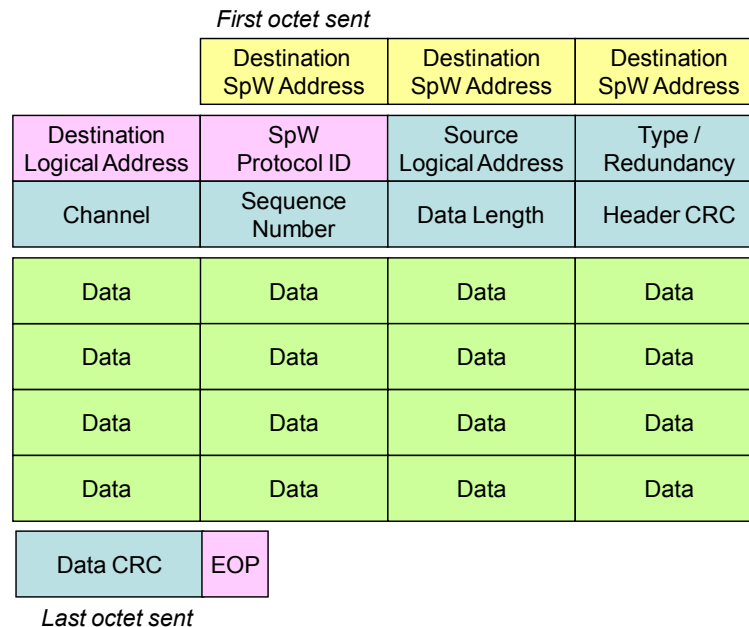 First octet sent
Destination SpW Address
Destination SpW Address
Destination SpW Address
Destination Logical Address
SpW Protocol ID
Source Logical Address
Type / Redundancy
Channel
Sequence Number
Data Length
Header CRC
Data Data Data Data
Data Data Data Data
Data Data Data Data
Data Data Data Data
Data CRC EOP
Last octet sent